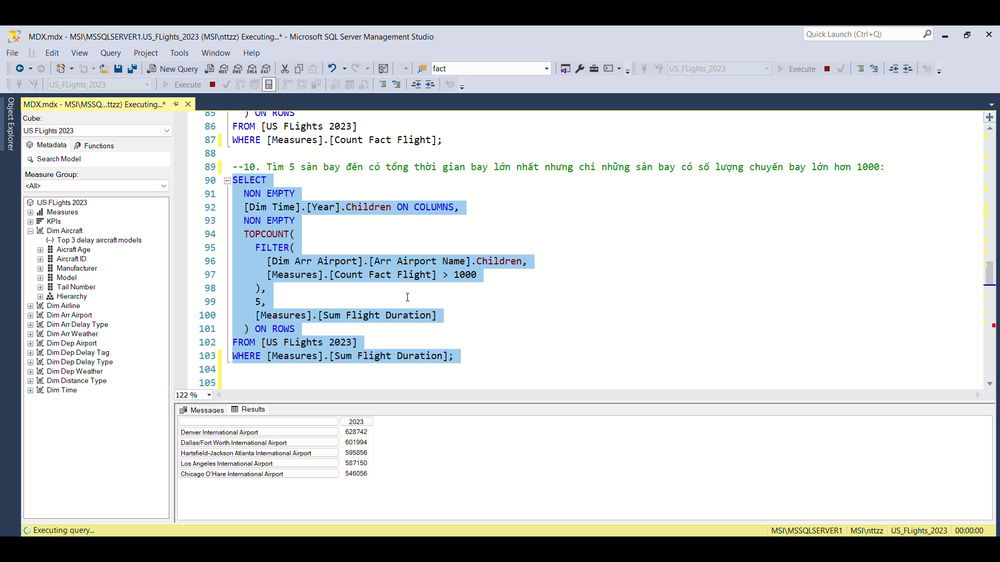 MDX.mdx - MSI\MSSQLSERVER1.US_FLights_2023 (MSI\nttzz) Executing...* - Microsoft SQL Server Management Studio
Quick Launch (Ctrl+Q)
File Edit View Query Project Tools Window Help
New Query MDX DMX XMLA DAX fact US_FLights_2023 Execute
US_FLights_2023 Execute
Object Explorer
MDX.mdx - MSI\MSSQ...ttzz) Executing...*
Cube:
US FLights 2023
Metadata Functions
Search Model
Measure Group:
<All>
US FLights 2023
Measures
KPIs
Dim Aircraft
Top 3 delay aircraft models
Aicraft Age
Aircraft ID
Manufacturer
Model
Tail Number
Hierarchy
Dim Airline
Dim Arr Airport
Dim Arr Delay Type
Dim Arr Weather
Dim Dep Airport
Dim Dep Delay Tag
Dim Dep Delay Type
Dim Dep Weather
Dim Distance Type
Dim Time
85 ) ON ROWS
86 FROM [US FLights 2023]
87 WHERE [Measures].[Count Fact Flight];
88
89 --10. Tìm 5 sân bay đến có tổng thời gian bay lớn nhất nhưng chỉ những sân bay có số lượng chuyến bay lớn hơn 1000:
90 SELECT
91 NON EMPTY
92 [Dim Time].[Year].Children ON COLUMNS,
93 NON EMPTY
94 TOPCOUNT(
95 FILTER(
96 [Dim Arr Airport].[Arr Airport Name].Children,
97 [Measures].[Count Fact Flight] > 1000
98 ),
99 5,
100 [Measures].[Sum Flight Duration]
101 ) ON ROWS
102 FROM [US FLights 2023]
103 WHERE [Measures].[Sum Flight Duration];
104
105
122 %
Messages Results
2023
Denver International Airport 628742
Dallas/Fort Worth International Airport 601994
Hartsfield-Jackson Atlanta International Airport 595856
Los Angeles International Airport 587150
Chicago O'Hare International Airport 546056
Executing query... MSI\MSSQLSERVER1 MSI\nttzz US_FLights_2023 00:00:00